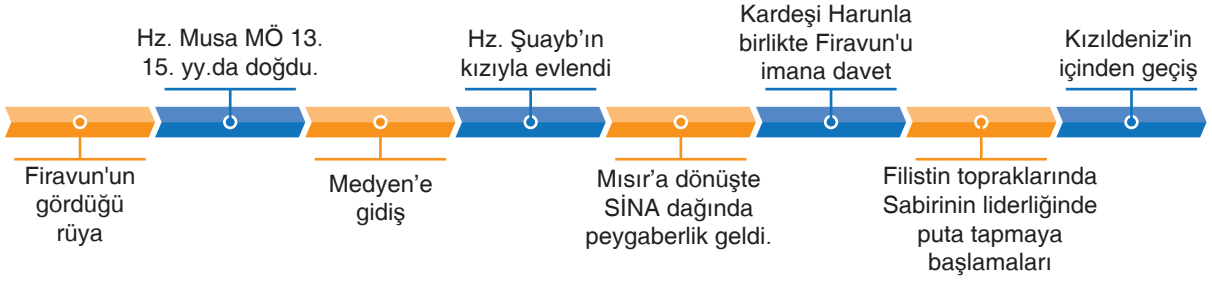 Firavun'un
gördüğü
rüya
Hz. Musa MÖ 13.
15. yy.da doğdu.
Medyen’e
gidiş
Hz. Şuayb’ın
kızıyla evlendi
Mısır’a dönüşte
SİNA dağında
peygaberlik geldi.
Kardeşi Harunla
birlikte Firavun'u
imana davet
Filistin topraklarında
Sabirinin liderliğinde
puta tapmaya
başlamaları
Kızıldeniz'in
içinden geçiş